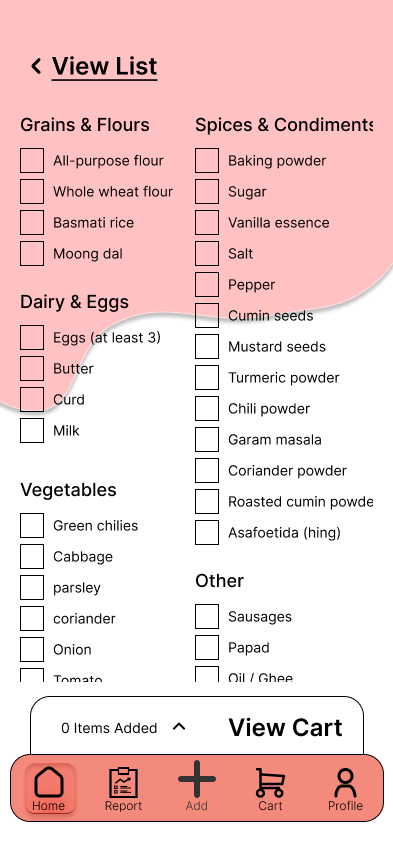 View List
Grains & Flours
All-purpose flour
Whole wheat flour
Basmati rice
Moong dal
Dairy & Eggs
Eggs (at least 3)
Butter
Curd
Milk
Vegetables
Green chilies
Cabbage
parsley
coriander
Onion
Tomato
Spices & Condiments
Baking powder
Sugar
Vanilla essence
Salt
Pepper
Cumin seeds
Mustard seeds
Turmeric powder
Chili powder
Garam masala
Coriander powder
Roasted cumin powde
Asafoetida (hing)
Other
Sausages
Papad
Oil / Ghee
0 Items Added
View Cart
Home
Report
Add
Cart
Profile